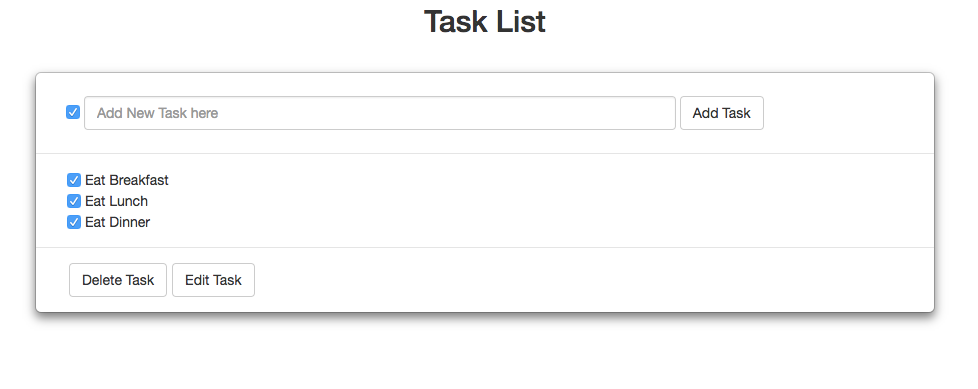 Task List
Add New Task here Add Task
Eat Breakfast
Eat Lunch
Eat Dinner
Delete Task Edit Task